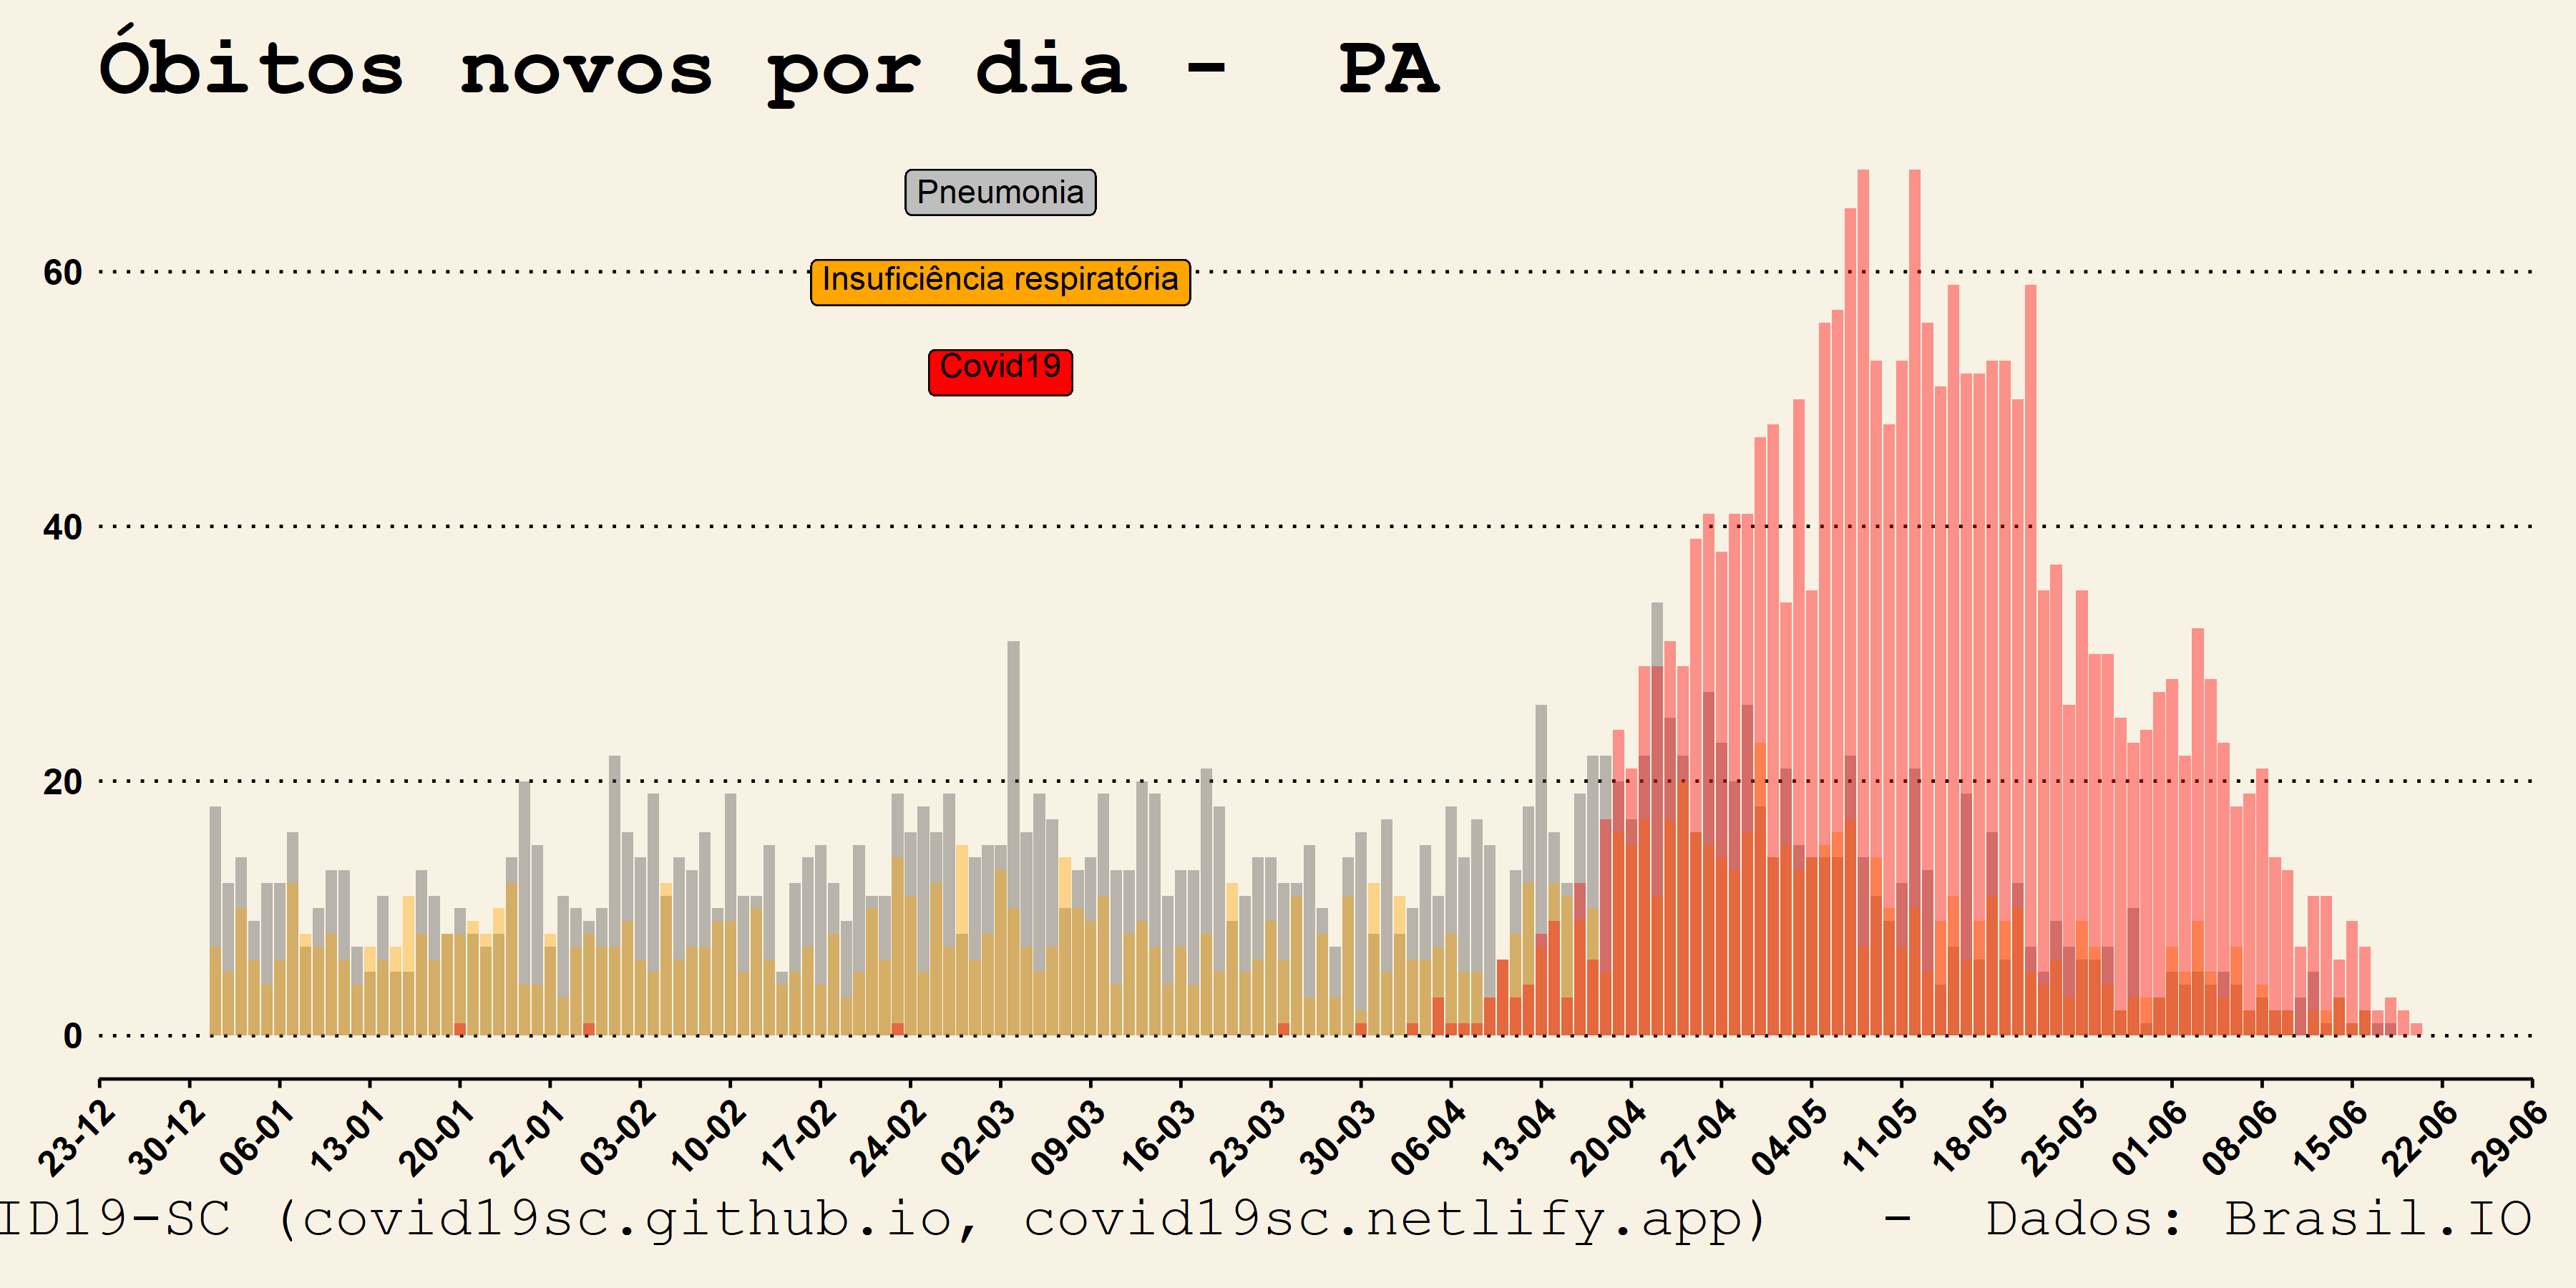 Óbitos novos por dia - PA
Pneumonia
Insuficiência respiratória
Covid19
60
40
20
0
23-12 30-12 06-01 13-01 20-01 27-01 03-02 10-02 17-02 24-02 02-03 09-03 16-03 23-03 30-03 06-04 13-04 20-04 27-04 04-05 11-05 18-05 25-05 01-06 08-06 15-06 22-06 29-06
ID19-SC (covid19sc.github.io, covid19sc.netlify.app) - Dados: Brasil.IO